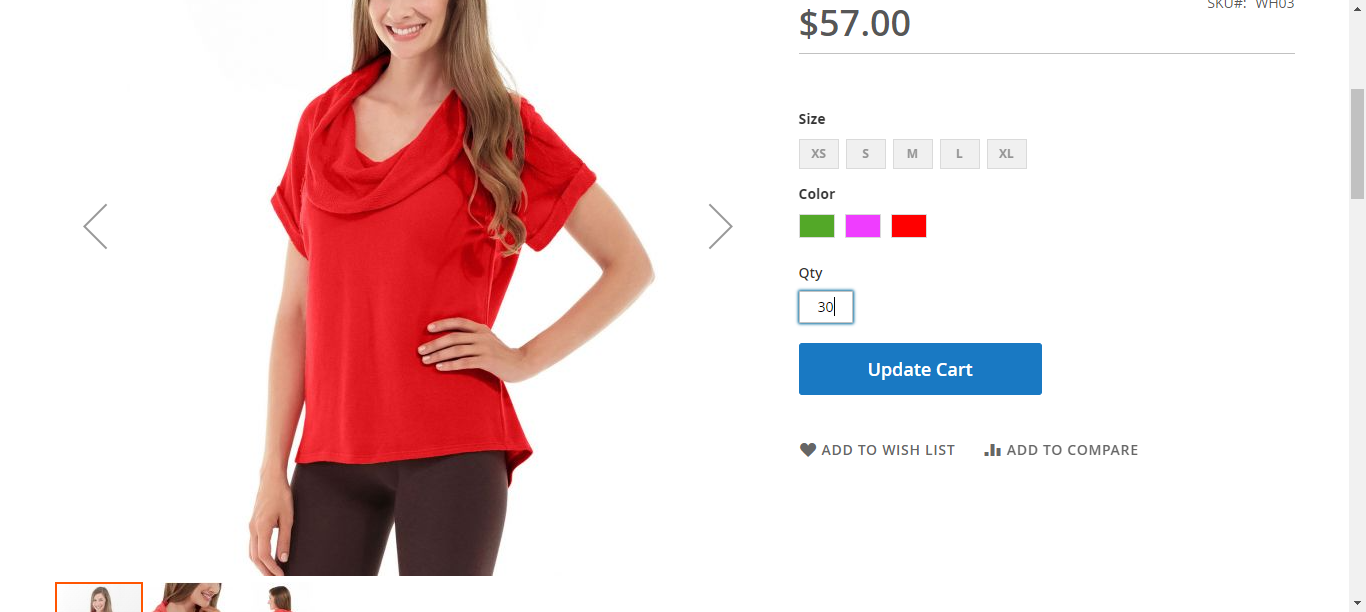 SKU#: WH03
$57.00
Size
XS S M L XL
Color
Qty
30
Update Cart
ADD TO WISH LIST ADD TO COMPARE